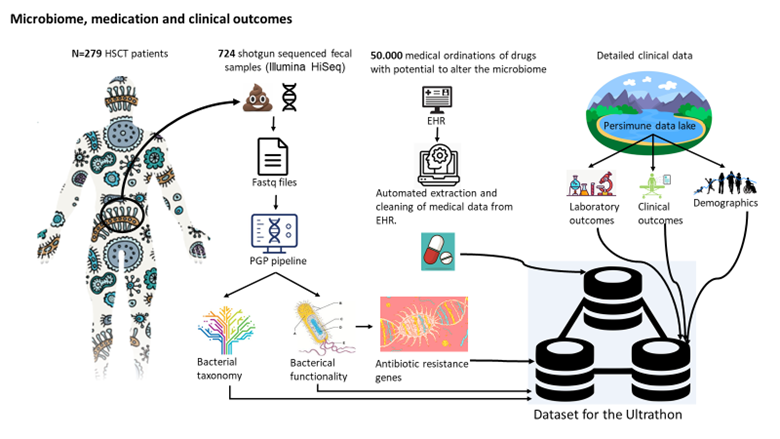 Microbiome, medication and clinical outcomes
N=279 HSCT patients
724 shotgun sequenced fecal
samples (Illumina HiSeq)
50.000 medical ordinations of drugs
with potential to alter the microbiome
Detailed clinical data
EHR
Persimune data lake
Fastq files
Automated extraction and
cleaning of medical data from
EHR.
Laboratory
outcomes
Clinical
outcomes
Demographics
PGP pipeline
Bacterial
taxonomy
Bacterical
functionality
Antibiotic resistance
genes
Dataset for the Ultrathon